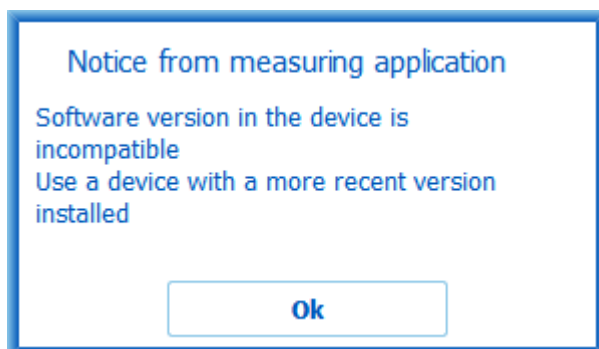 Notice from measuring application
Software version in the device is
incompatible
Use a device with a more recent version
installed
Ok